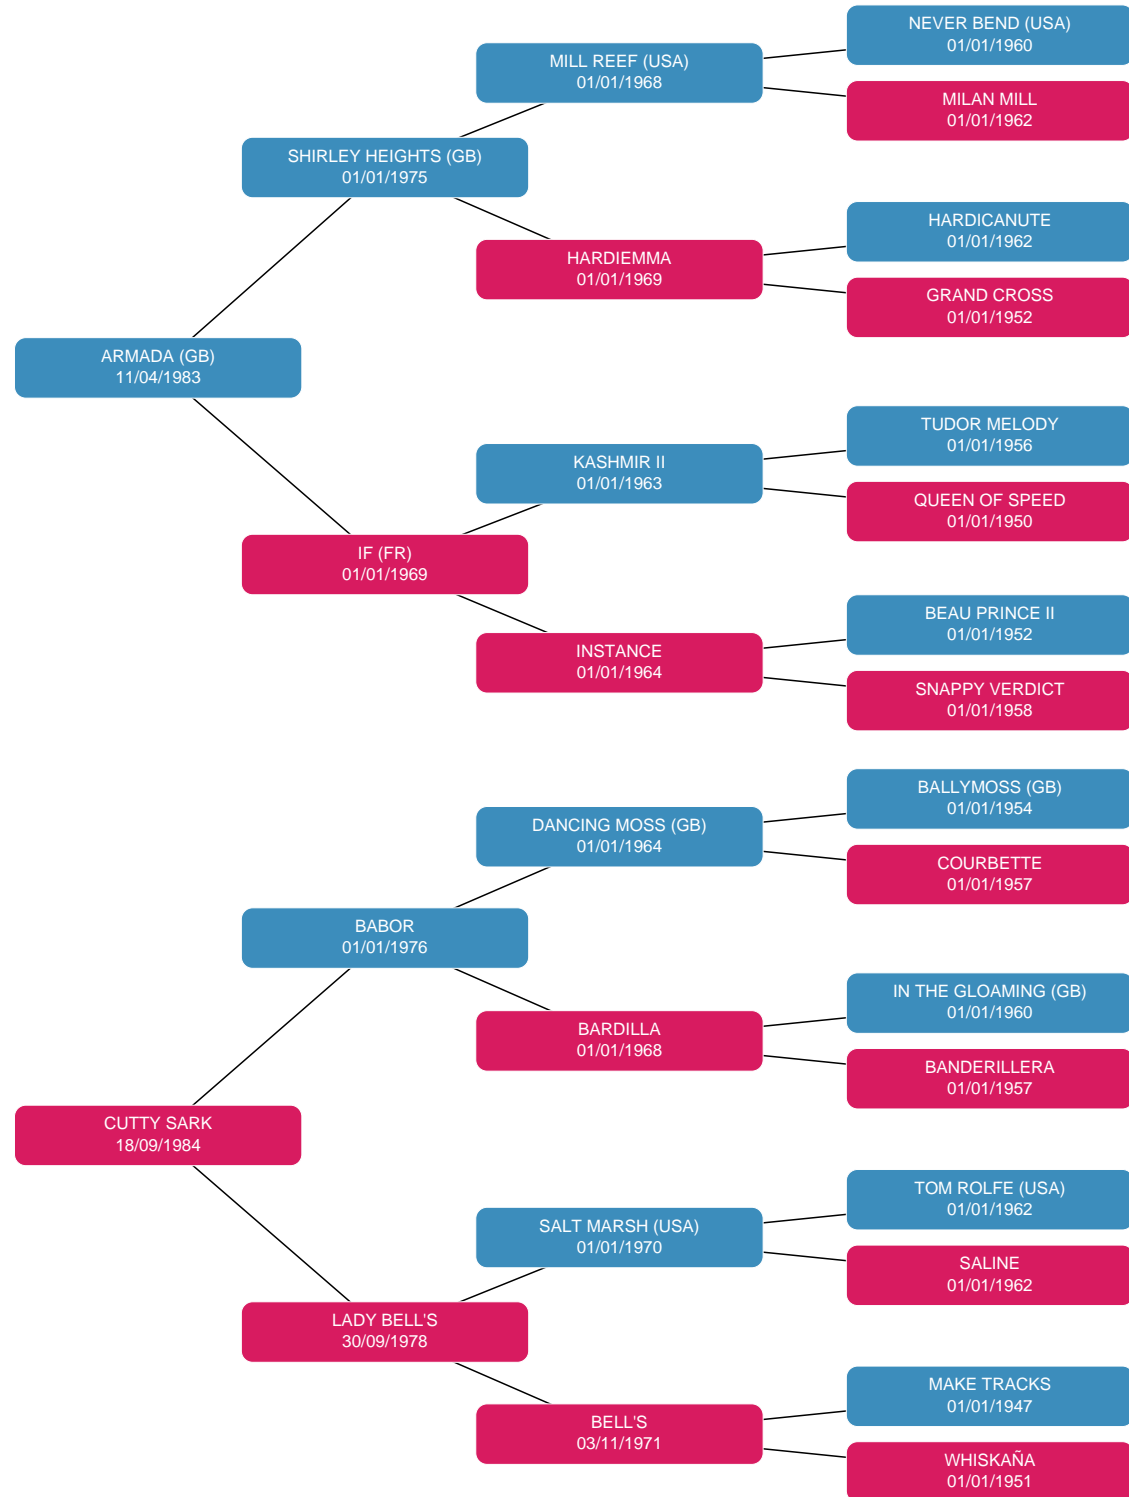 NEVER BEND (USA)
01/01/1960
MILL REEF (USA)
01/01/1968
MILAN MILL
01/01/1962
SHIRLEY HEIGHTS (GB)
01/01/1975
HARDICANUTE
01/01/1962
HARDIEMMA
01/01/1969
GRAND CROSS
01/01/1952
ARMADA (GB)
11/04/1983
TUDOR MELODY
01/01/1956
KASHMIR II
01/01/1963
QUEEN OF SPEED
01/01/1950
IF (FR)
01/01/1969
BEAU PRINCE II
01/01/1952
INSTANCE
01/01/1964
SNAPPY VERDICT
01/01/1958
BALLYMOSS (GB)
01/01/1954
DANCING MOSS (GB)
01/01/1964
COURBETTE
01/01/1957
BABOR
01/01/1976
IN THE GLOAMING (GB)
01/01/1960
BARDILLA
01/01/1968
BANDERILLERA
01/01/1957
CUTTY SARK
18/09/1984
TOM ROLFE (USA)
01/01/1962
SALT MARSH (USA)
01/01/1970
SALINE
01/01/1962
LADY BELL'S
30/09/1978
MAKE TRACKS
01/01/1947
BELL'S
03/11/1971
WHISKAÑA
01/01/1951